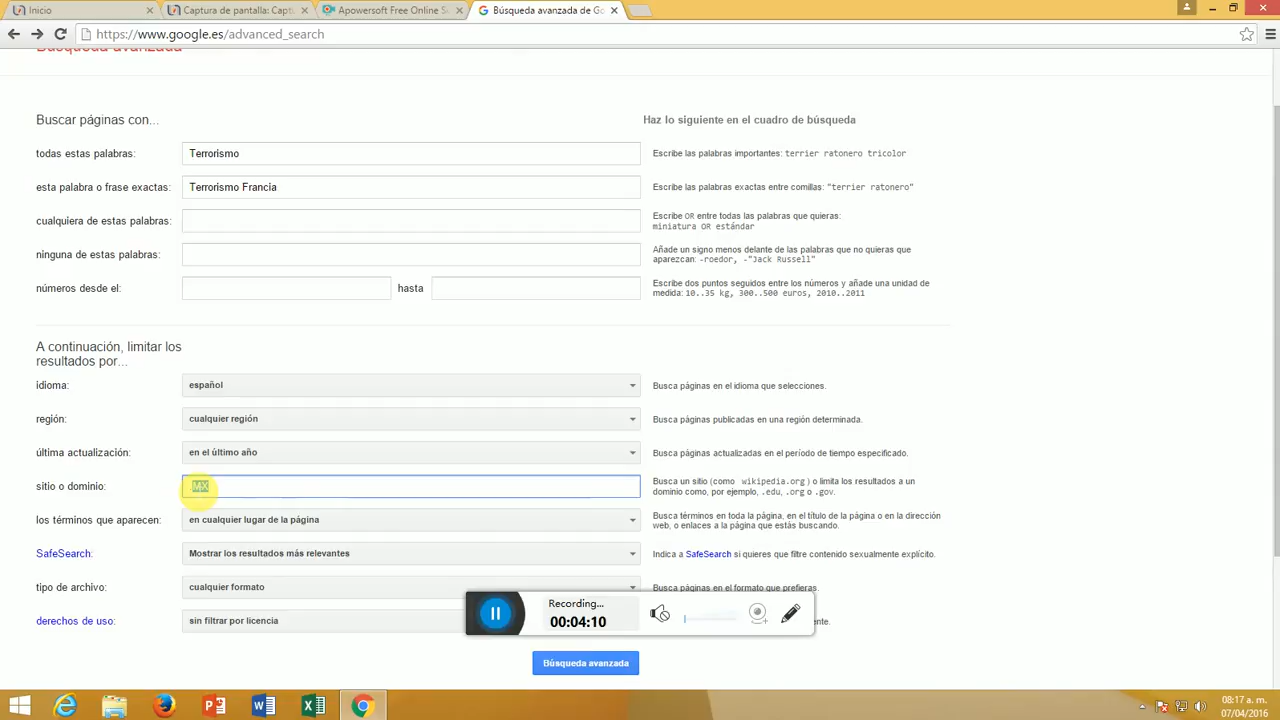 Inicio
Captura de pantalla: Captu
Apowersoft Free Online S
Búsqueda avanzada de Go
https://www.google.es/advanced_search
Búsqueda avanzada
Buscar páginas con...
Haz lo siguiente en el cuadro de búsqueda
todas estas palabras:
Terrorismo
Escribe las palabras importantes: terrier ratonero tricolor
esta palabra o frase exactas:
Terrorismo Francia
Escribe las palabras exactas entre comillas: "terrier ratonero"
cualquiera de estas palabras:
Escribe OR entre todas las palabras que quieras:
miniatura OR estándar
ninguna de estas palabras:
Añade un signo menos delante de las palabras que no quieras que
aparezcan: -roedor, -"Jack Russell"
números desde el:
hasta
Escribe dos puntos seguidos entre los números y añade una unidad de
medida: 10..35 kg, 300..500 euros, 2010..2011
A continuación, limitar los
resultados por...
idioma:
español
Busca páginas en el idioma que selecciones.
región:
cualquier región
Busca páginas publicadas en una región determinada.
última actualización:
en el último año
Busca páginas actualizadas en el período de tiempo especificado.
sitio o dominio:
MX
Busca un sitio (como wikipedia.org ) o limita los resultados a un
dominio como, por ejemplo, .edu, .org o .gov.
los términos que aparecen:
en cualquier lugar de la página
Busca términos en toda la página, en el título de la página o en la dirección
web, o enlaces a la página que estás buscando.
SafeSearch:
Mostrar los resultados más relevantes
Indica a SafeSearch si quieres que filtre contenido sexualmente explícito.
tipo de archivo:
cualquier formato
Busca páginas en el formato que prefieras.
derechos de uso:
sin filtrar por licencia
ente.
Recording...
00:04:10
Búsqueda avanzada
08:17 a.m.
07/04/2016